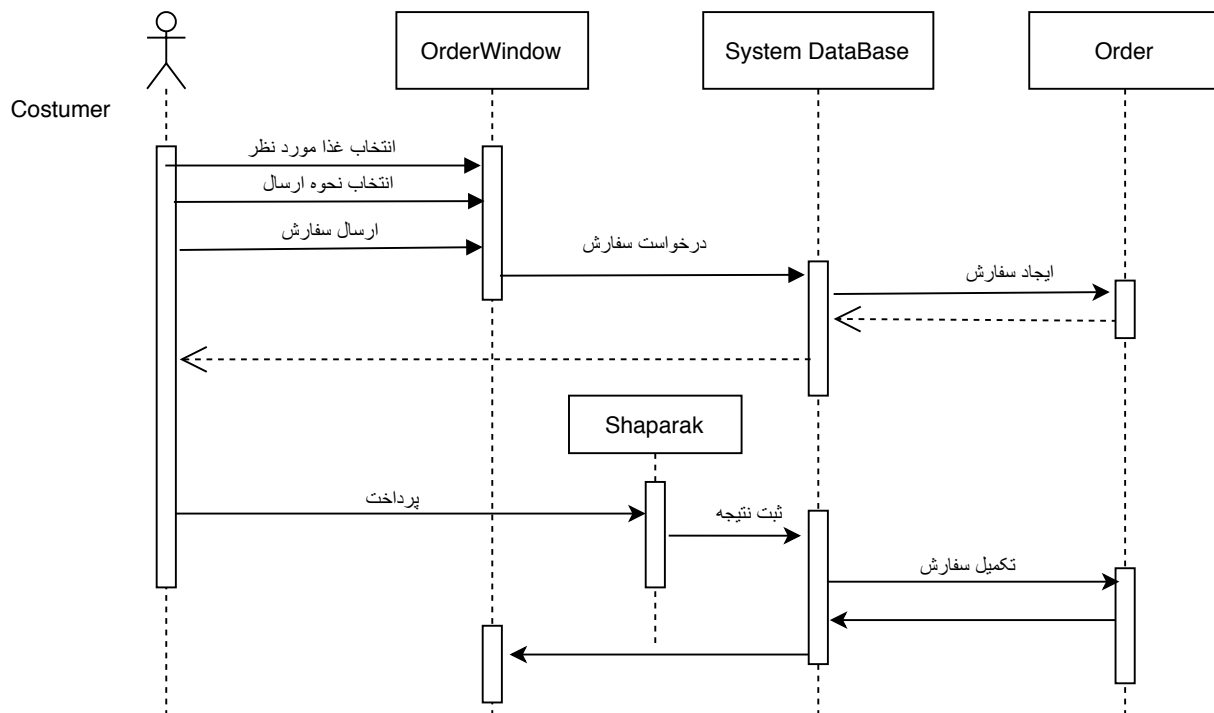 OrderWindow
System DataBase
Order
Costumer
انتخاب غذا مورد نظر
انتخاب نحوه ارسال
ارسال سفارش
درخواست سفارش
ایجاد سفارش
Shaparak
پرداخت
ثبت نتیجه
تکمیل سفارش